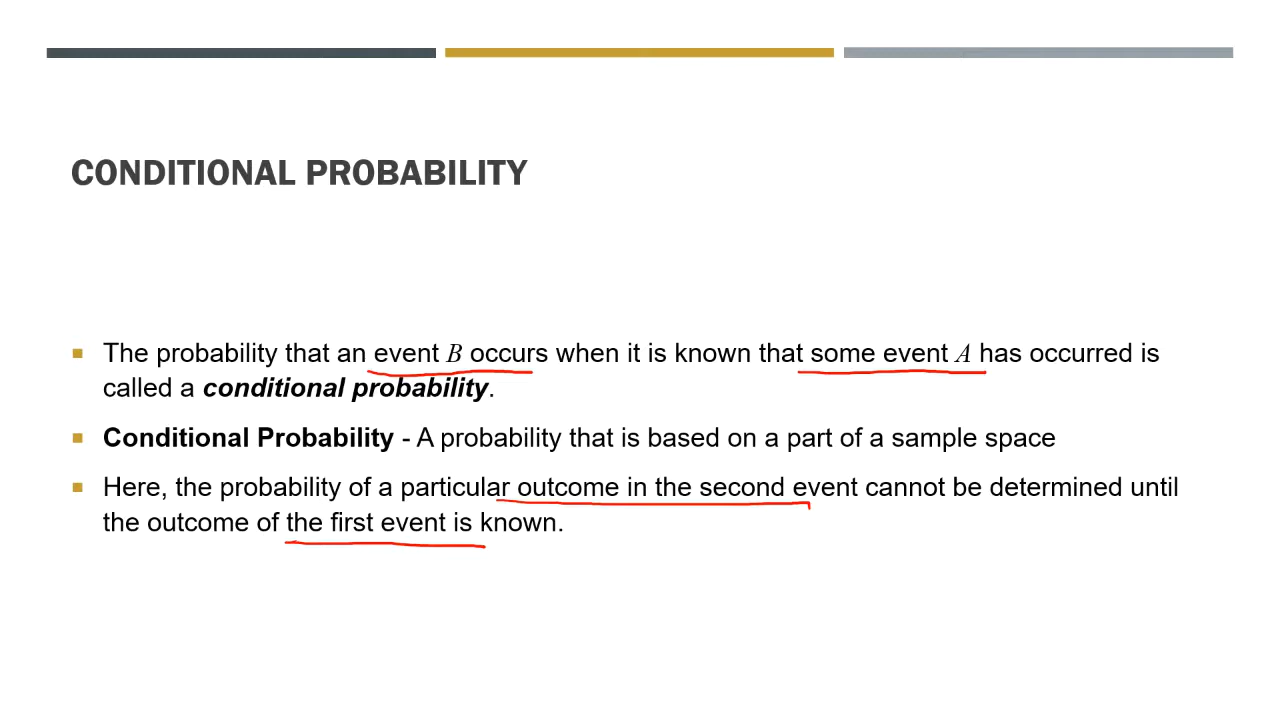 CONDITIONAL PROBABILITY
The probability that an event B occurs when it is known that some event A has occurred is
called a conditional probability.
Conditional Probability - A probability that is based on a part of a sample space
Here, the probability of a particular outcome in the second event cannot be determined until
the outcome of the first event is known.